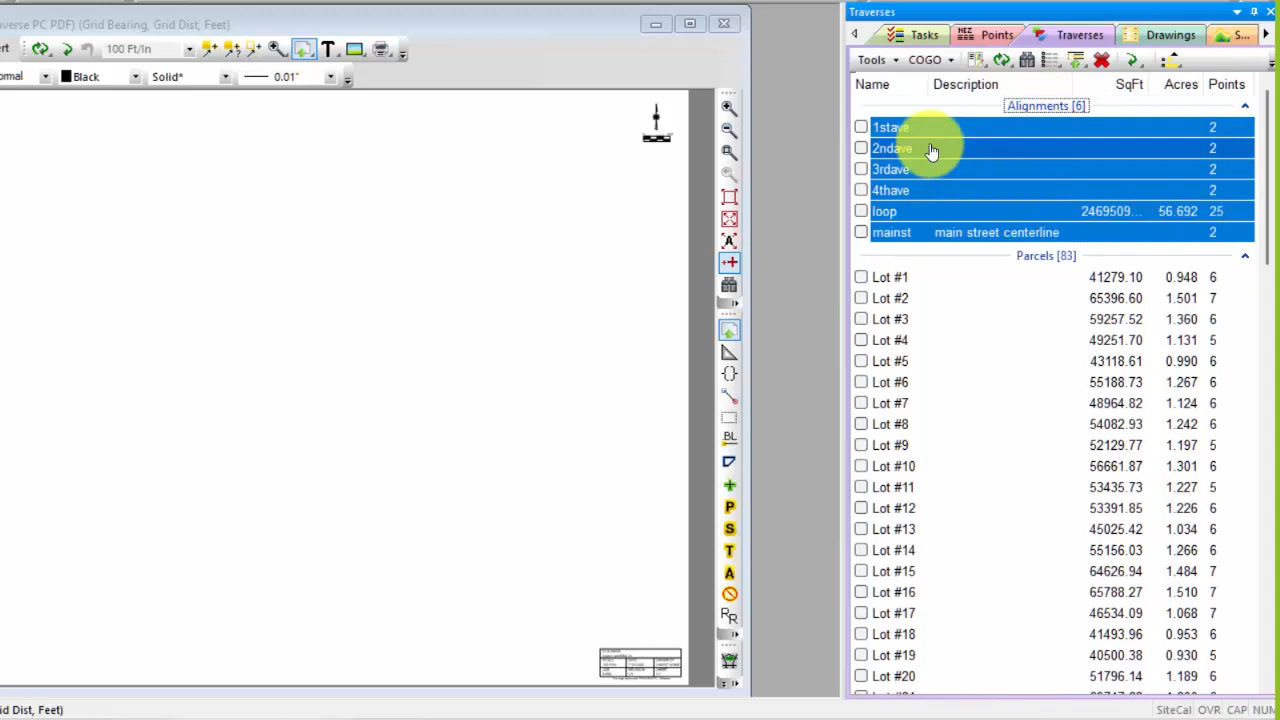 averse PC PDF) (Grid Bearing, Grid Dist, Feet)
Traverses
Tasks Points Traverses Drawings S...
ert 100 Ft/In
Tools COGO
ormal Black Solid* 0.01"
Name Description SqFt Acres Points
Alignments [6]
1stave 2
2ndave 2
3rdave 2
4thave 2
loop 2469509... 56.692 25
mainst main street centerline 2
Parcels [83]
Lot #1 41279.10 0.948 6
Lot #2 65396.60 1.501 7
Lot #3 59257.52 1.360 6
Lot #4 49251.70 1.131 5
Lot #5 43118.61 0.990 6
Lot #6 55188.73 1.267 6
Lot #7 48964.82 1.124 6
Lot #8 54082.93 1.242 6
Lot #9 52129.77 1.197 5
Lot #10 56661.87 1.301 6
Lot #11 53435.73 1.227 5
Lot #12 53391.85 1.226 6
Lot #13 45025.42 1.034 6
Lot #14 55156.03 1.266 6
Lot #15 64626.94 1.484 7
Lot #16 65788.27 1.510 7
Lot #17 46534.09 1.068 7
Lot #18 41493.96 0.953 6
Lot #19 40500.38 0.930 5
Lot #20 51796.14 1.189 6
A
BL
P
S
T
A
RR
id Dist, Feet)
SiteCal OVR CAP NUM